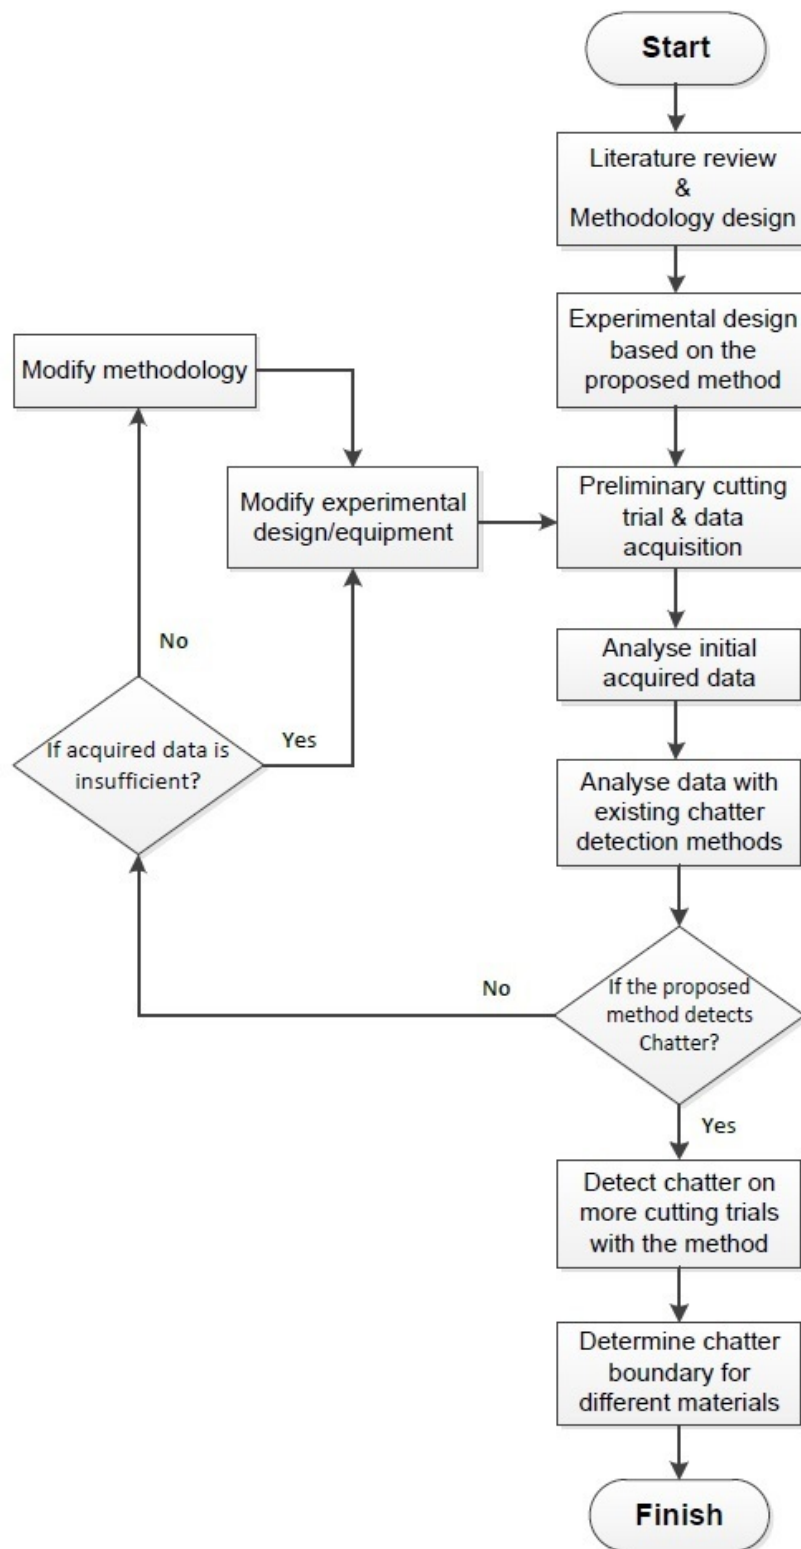 Start
Literature review
&
Methodology design
Experimental design
based on the
proposed method
Modify methodology
Modify experimental
design/equipment
Preliminary cutting
trial & data
acquisition
No
Analyse initial
acquired data
If acquired data is
insufficient?
Yes
Analyse data with
existing chatter
detection methods
No
If the proposed
method detects
Chatter?
Yes
Detect chatter on
more cutting trials
with the method
Determine chatter
boundary for
different materials
Finish